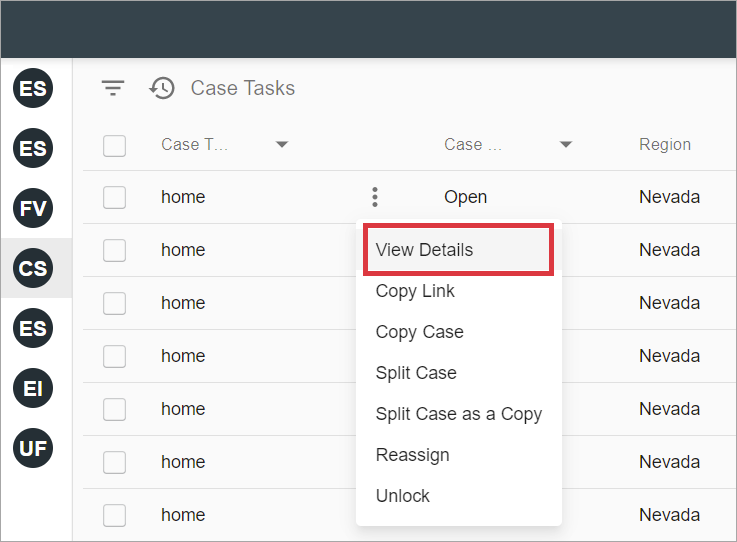 ES
Case Tasks
Case T...
Case ...
Region
ES
home
Open
Nevada
FV
home
View Details
Nevada
CS
home
Copy Link
Nevada
Copy Case
ES
home
Split Case
Nevada
EI
home
Split Case as a Copy
Nevada
UF
home
Reassign
Nevada
Unlock
home
Nevada